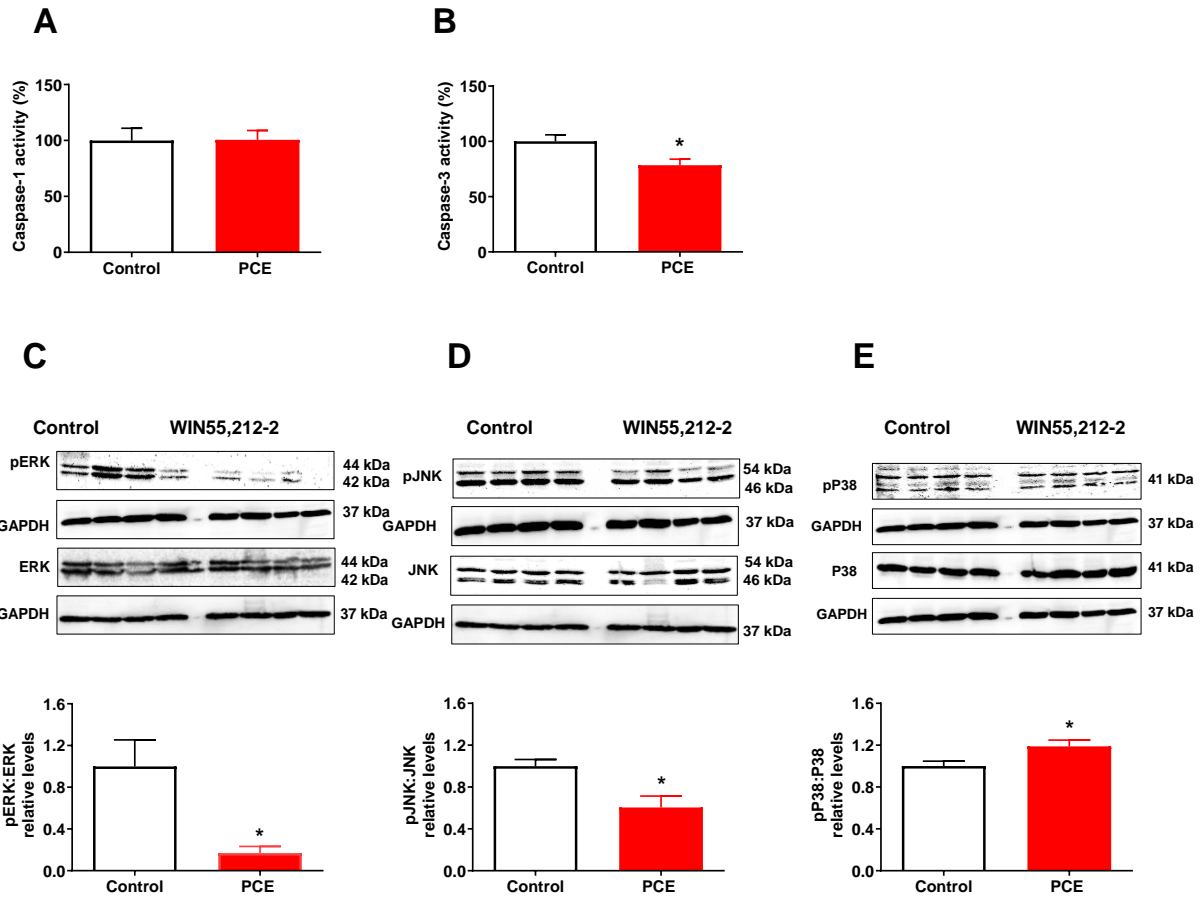 A
B
Caspase-1 activity (%)
150
100
50
0
Control
PCE
Caspase-3 activity (%)
150
100
50
0
*
Control
PCE
C
D
E
Control WIN55,212-2
pERK
44 kDa
42 kDa
GAPDH
37 kDa
ERK
44 kDa
42 kDa
GAPDH
37 kDa
Control WIN55,212-2
pJNK
54 kDa
46 kDa
GAPDH
37 kDa
JNK
54 kDa
46 kDa
GAPDH
37 kDa
Control WIN55,212-2
pP38
41 kDa
GAPDH
37 kDa
P38
41 kDa
GAPDH
37 kDa
pERK:ERK
relative levels
1.6
1.2
0.8
0.4
0.0
*
Control
PCE
pJNK:JNK
relative levels
1.6
1.2
0.8
0.4
0.0
*
Control
PCE
pP38:P38
relative levels
1.6
1.2
0.8
0.4
0.0
*
Control
PCE